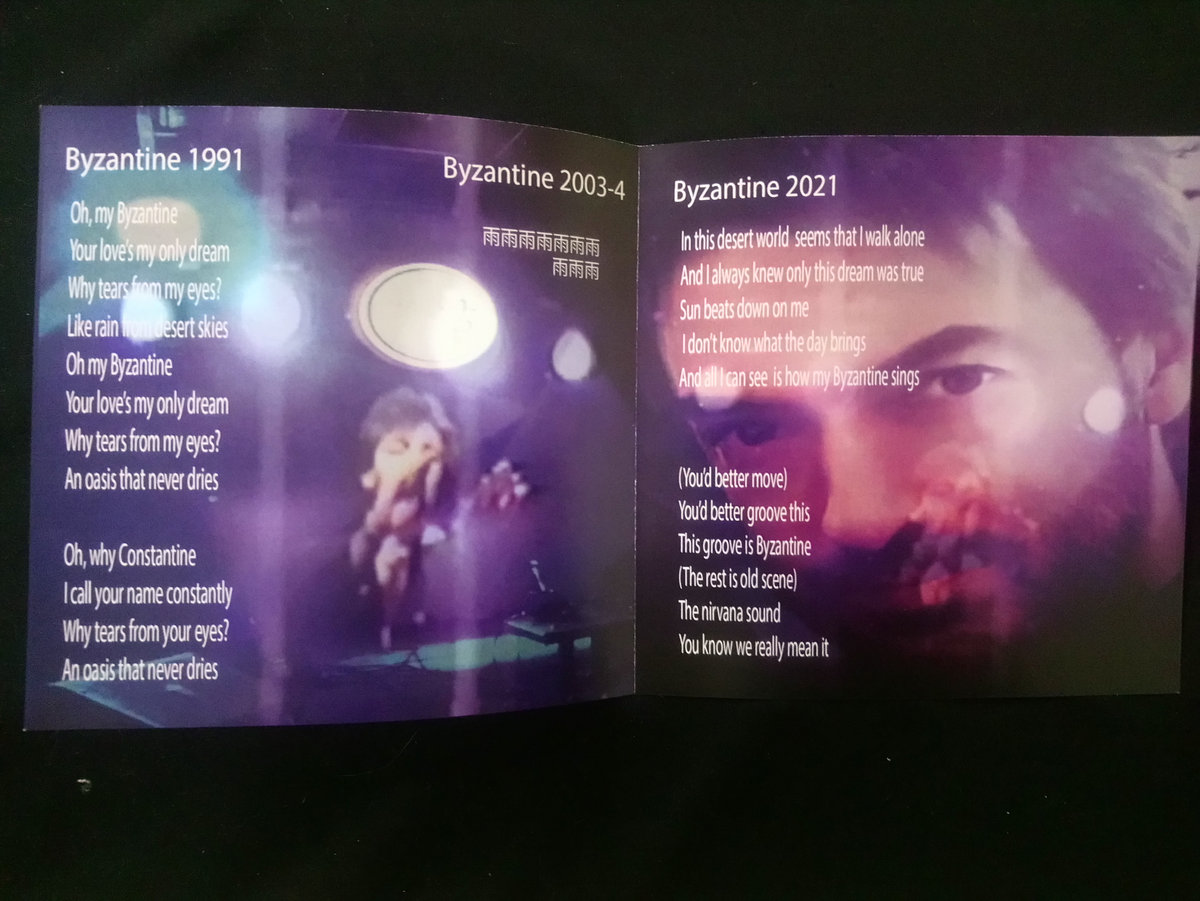 Byzantine 1991
Oh, my Byzantine
Your love's my only dream
Why tears from my eyes?
Like rain from desert skies
Oh my Byzantine
Your love's my only dream
Why tears from my eyes?
An oasis that never dries
Oh, why Constantine
I call your name constantly
Why tears from your eyes?
An oasis that never dries
Byzantine 2003-4
雨雨雨雨雨雨雨
雨雨雨
Byzantine 2021
In this desert world seems that I walk alone
And I always knew only this dream was true
Sun beats down on me
I don't know what the day brings
And all I can see is how my Byzantine sings
(You'd better move)
You'd better groove this
This groove is Byzantine
(The rest is old scene)
The nirvana sound
You know we really mean it